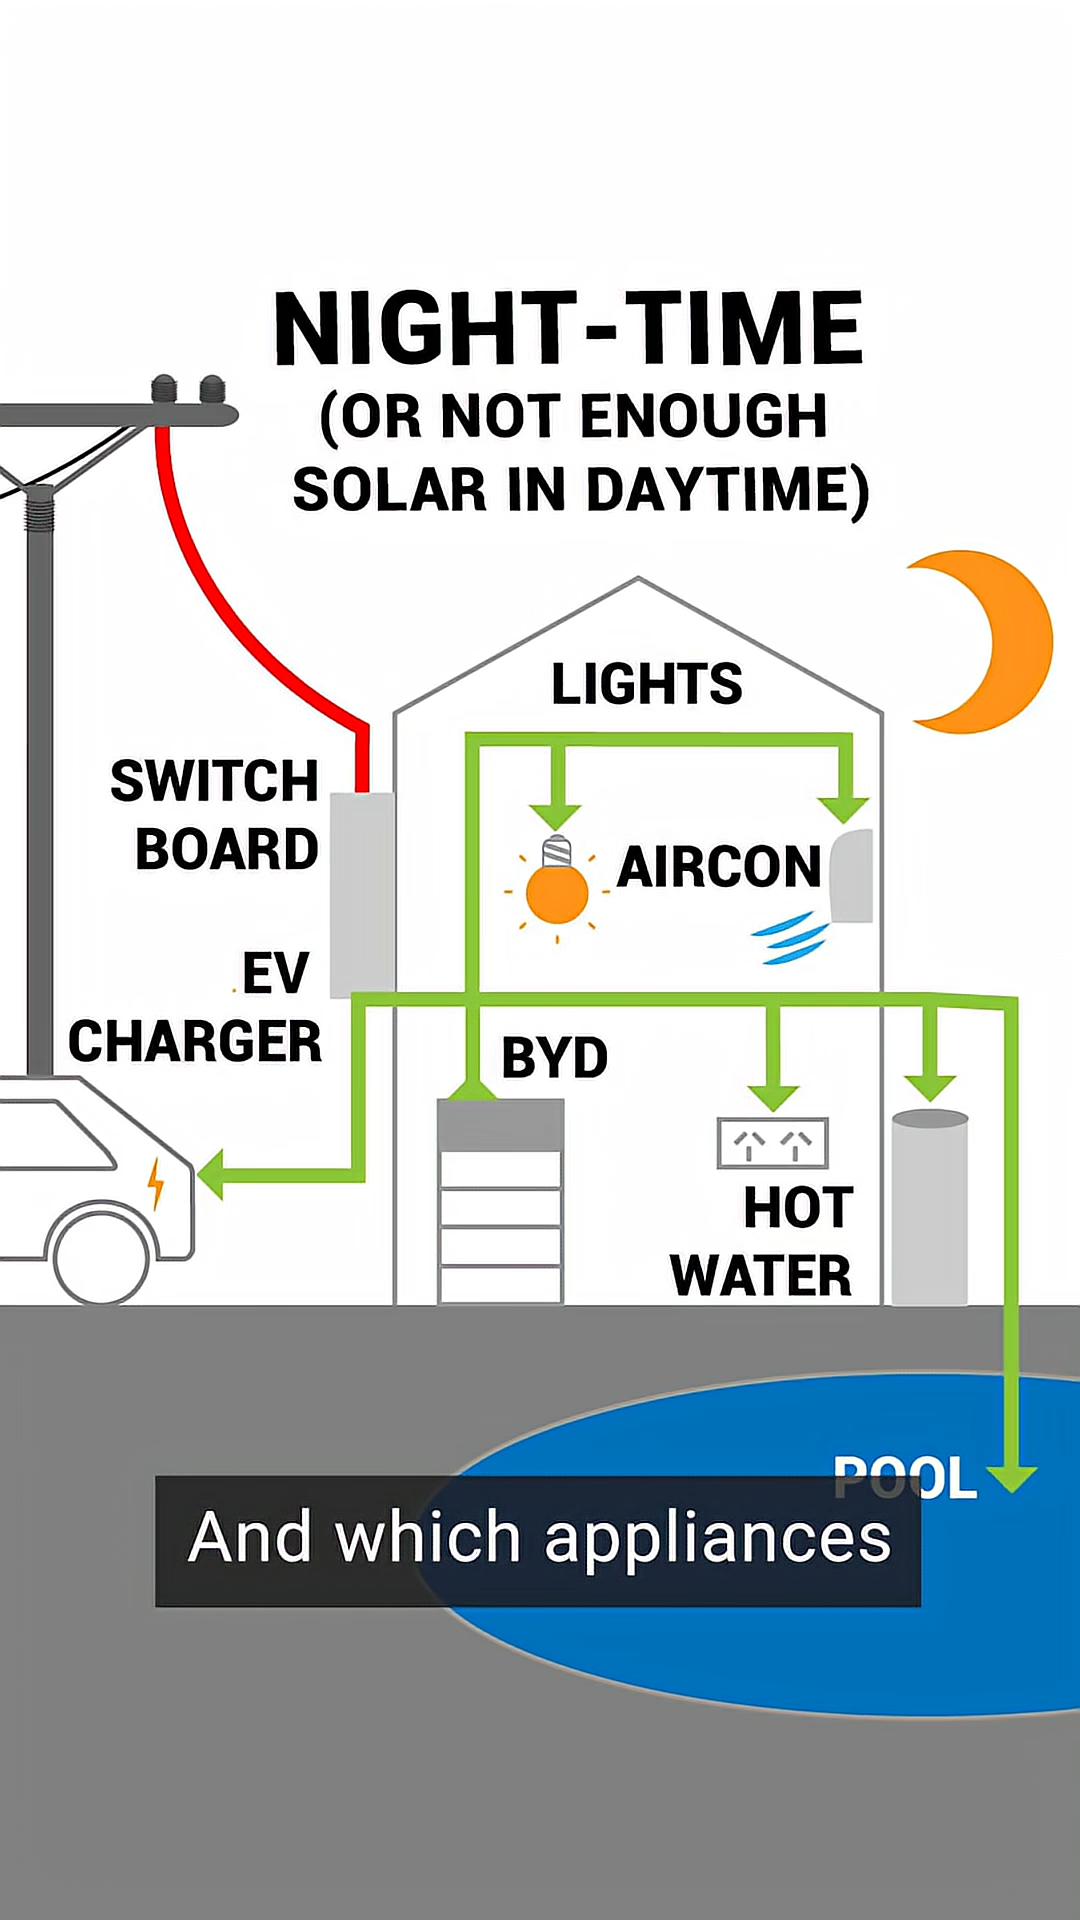 NIGHT-TIME
(OR NOT ENOUGH
SOLAR IN DAYTIME)
LIGHTS
SWITCH
BOARD
AIRCON
EV
CHARGER
BYD
HOT
WATER
POOL
And which appliances